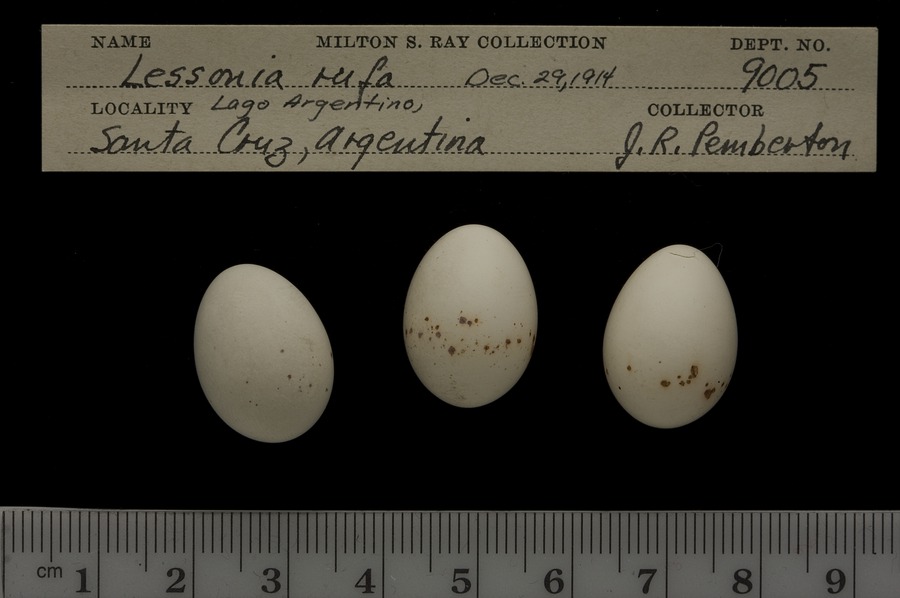 NAME MILTON S. RAY COLLECTION DEPT. NO.
Lessonia rufa Dec. 29, 1914 9005
LOCALITY Lago Argentino, COLLECTOR
Santa Cruz, Argentina J. R. Pemberton
cm 1 2 3 4 5 6 7 8 9